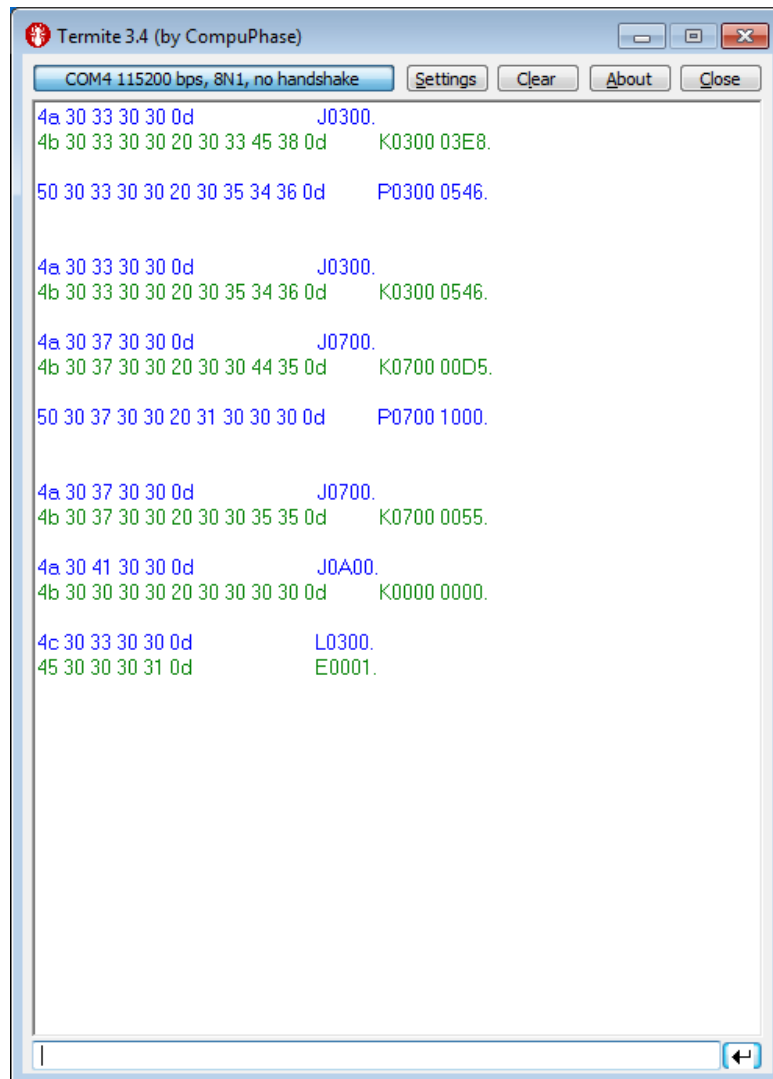 Termite 3.4 (by CompuPhase)
COM4 115200 bps, 8N1, no handshake Settings Clear About Close
4a 30 33 30 30 0d J0300.
4b 30 33 30 30 20 30 33 45 38 0d K0300 03E8.
50 30 33 30 30 20 30 35 34 36 0d P0300 0546.
4a 30 33 30 30 0d J0300.
4b 30 33 30 30 20 30 35 34 36 0d K0300 0546.
4a 30 37 30 30 0d J0700.
4b 30 37 30 30 20 30 30 44 35 0d K0700 00D5.
50 30 37 30 30 20 31 30 30 30 0d P0700 1000.
4a 30 37 30 30 0d J0700.
4b 30 37 30 30 20 30 30 35 35 0d K0700 0055.
4a 30 41 30 30 0d J0A00.
4b 30 30 30 30 20 30 30 30 30 0d K0000 0000.
4c 30 33 30 30 0d L0300.
45 30 30 30 31 0d E0001.